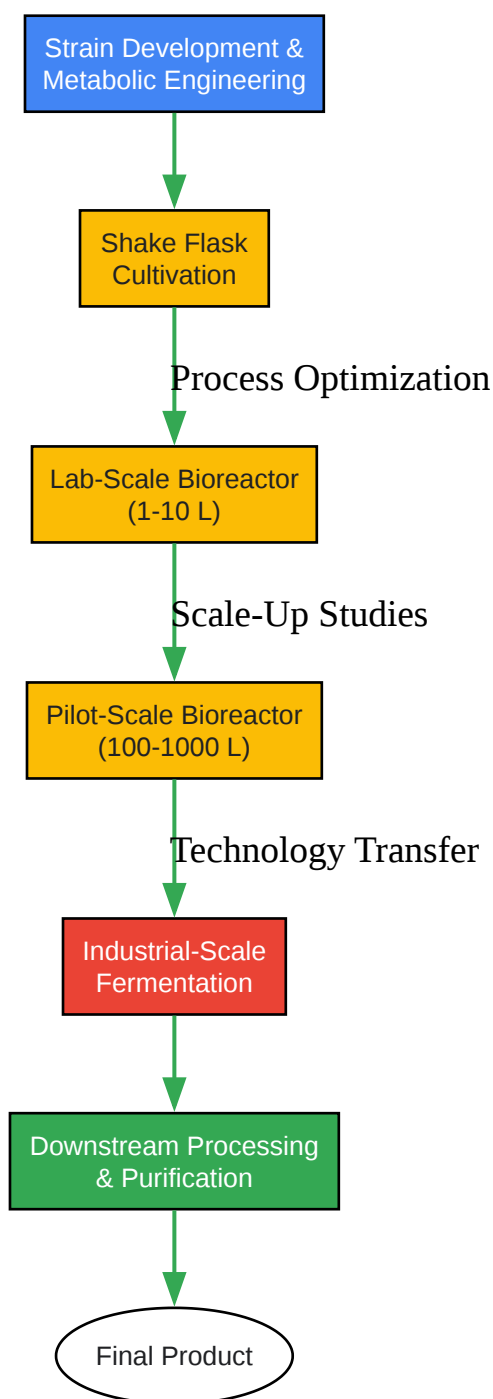 Strain Development &
Metabolic Engineering
Shake Flask
Cultivation
Process Optimization
Lab-Scale Bioreactor
(1-10 L)
Scale-Up Studies
Pilot-Scale Bioreactor
(100-1000 L)
Technology Transfer
Industrial-Scale
Fermentation
Downstream Processing
& Purification
Final Product